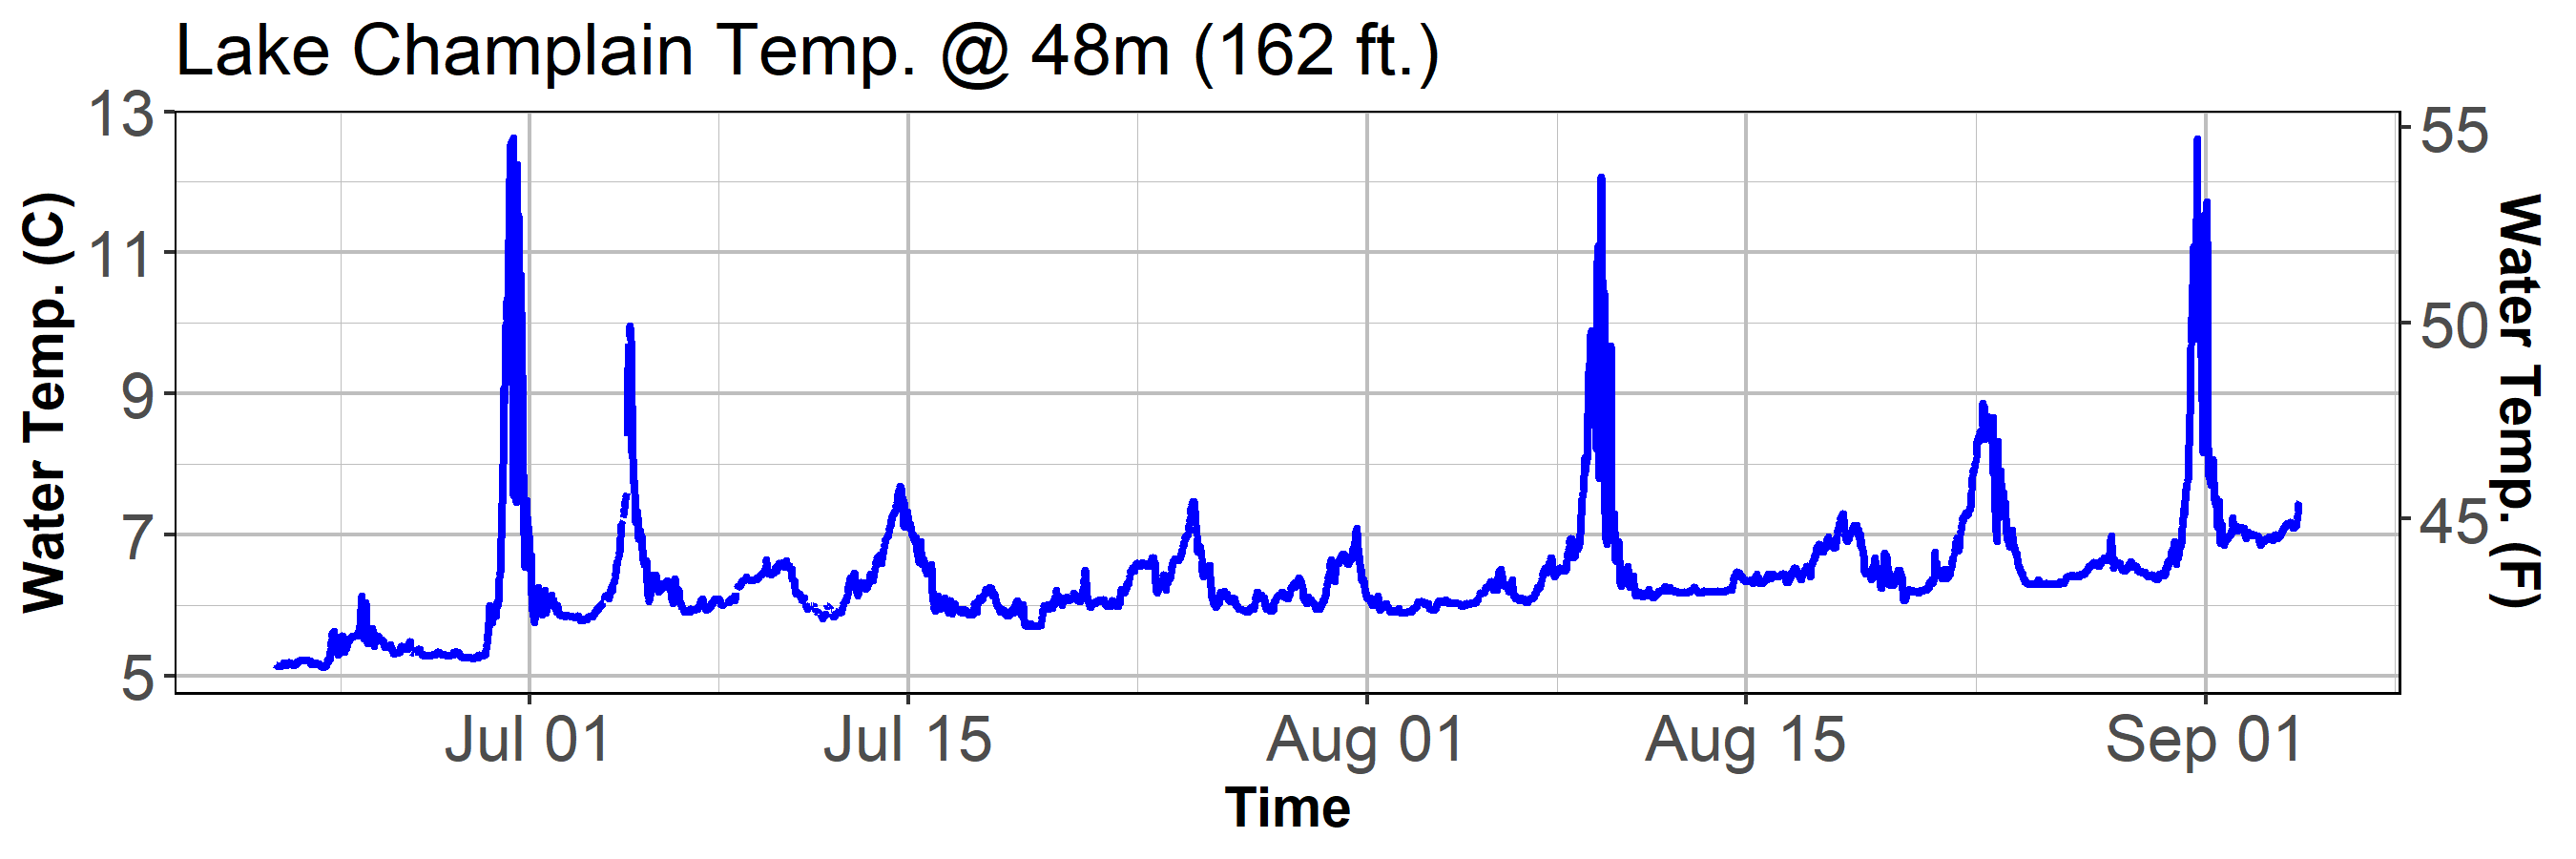 Lake Champlain Temp. @ 48m (162 ft.)
Water Temp. (C)
13
11
9
7
5
55
50
45
Water Temp. (F)
Jul 01 Jul 15 Aug 01 Aug 15 Sep 01
Time